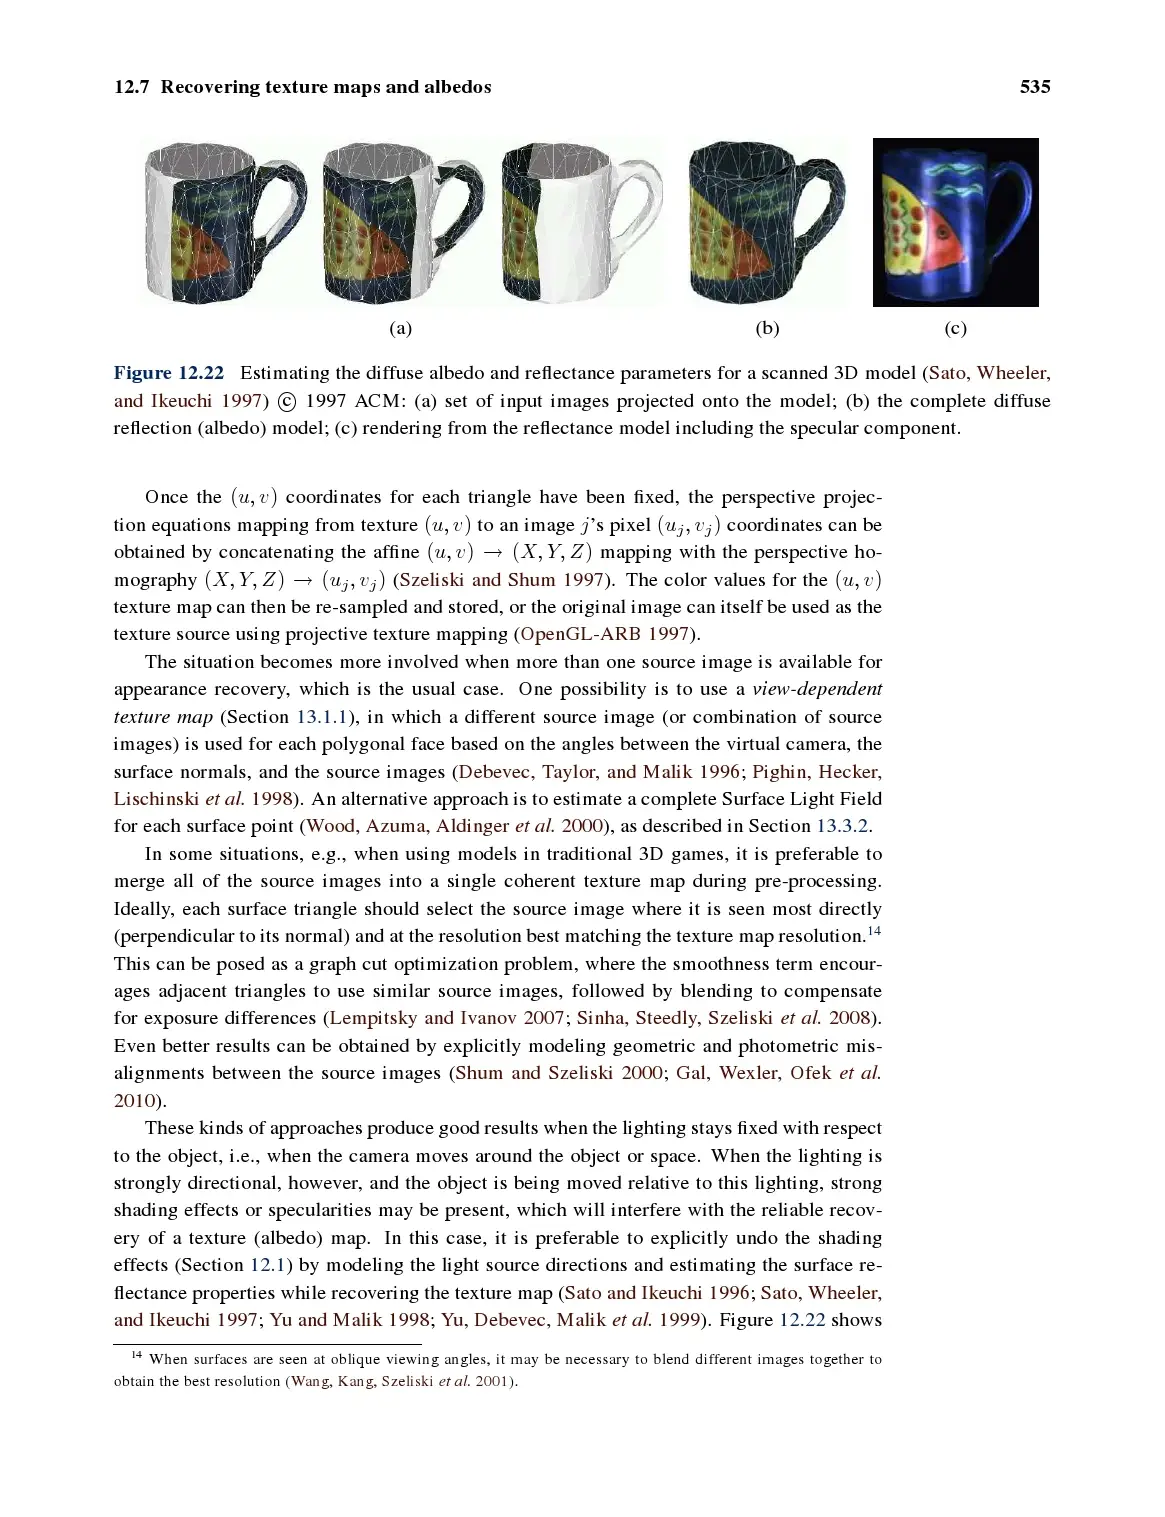 12.7 Recovering texture maps and albedos 535
(a) (b) (c)
Figure 12.22 Estimating the diffuse albedo and reflectance parameters for a scanned 3D model (Sato, Wheeler,
and Ikeuchi 1997) © 1997 ACM: (a) set of input images projected onto the model; (b) the complete diffuse
reflection (albedo) model; (c) rendering from the reflectance model including the specular component.
Once the (u, v) coordinates for each triangle have been fixed, the perspective projec-
tion equations mapping from texture (u, v) to an image j's pixel (u_j, v_j) coordinates can be
obtained by concatenating the affine (u, v) → (X, Y, Z) mapping with the perspective ho-
mography (X, Y, Z) → (u_j, v_j) (Szeliski and Shum 1997). The color values for the (u, v)
texture map can then be re-sampled and stored, or the original image can itself be used as the
texture source using projective texture mapping (OpenGL-ARB 1997).
The situation becomes more involved when more than one source image is available for
appearance recovery, which is the usual case. One possibility is to use a view-dependent
texture map (Section 13.1.1), in which a different source image (or combination of source
images) is used for each polygonal face based on the angles between the virtual camera, the
surface normals, and the source images (Debevec, Taylor, and Malik 1996; Pighin, Hecker,
Lischinski et al. 1998). An alternative approach is to estimate a complete Surface Light Field
for each surface point (Wood, Azuma, Aldinger et al. 2000), as described in Section 13.3.2.
In some situations, e.g., when using models in traditional 3D games, it is preferable to
merge all of the source images into a single coherent texture map during pre-processing.
Ideally, each surface triangle should select the source image where it is seen most directly
(perpendicular to its normal) and at the resolution best matching the texture map resolution.14
This can be posed as a graph cut optimization problem, where the smoothness term encour-
ages adjacent triangles to use similar source images, followed by blending to compensate
for exposure differences (Lempitsky and Ivanov 2007; Sinha, Steedly, Szeliski et al. 2008).
Even better results can be obtained by explicitly modeling geometric and photometric mis-
alignments between the source images (Shum and Szeliski 2000; Gal, Wexler, Ofek et al.
2010).
These kinds of approaches produce good results when the lighting stays fixed with respect
to the object, i.e., when the camera moves around the object or space. When the lighting is
strongly directional, however, and the object is being moved relative to this lighting, strong
shading effects or specularities may be present, which will interfere with the reliable recov-
ery of a texture (albedo) map. In this case, it is preferable to explicitly undo the shading
effects (Section 12.1) by modeling the light source directions and estimating the surface re-
flectance properties while recovering the texture map (Sato and Ikeuchi 1996; Sato, Wheeler,
and Ikeuchi 1997; Yu and Malik 1998; Yu, Debevec, Malik et al. 1999). Figure 12.22 shows
14 When surfaces are seen at oblique viewing angles, it may be necessary to blend different images together to
obtain the best resolution (Wang, Kang, Szeliski et al. 2001).